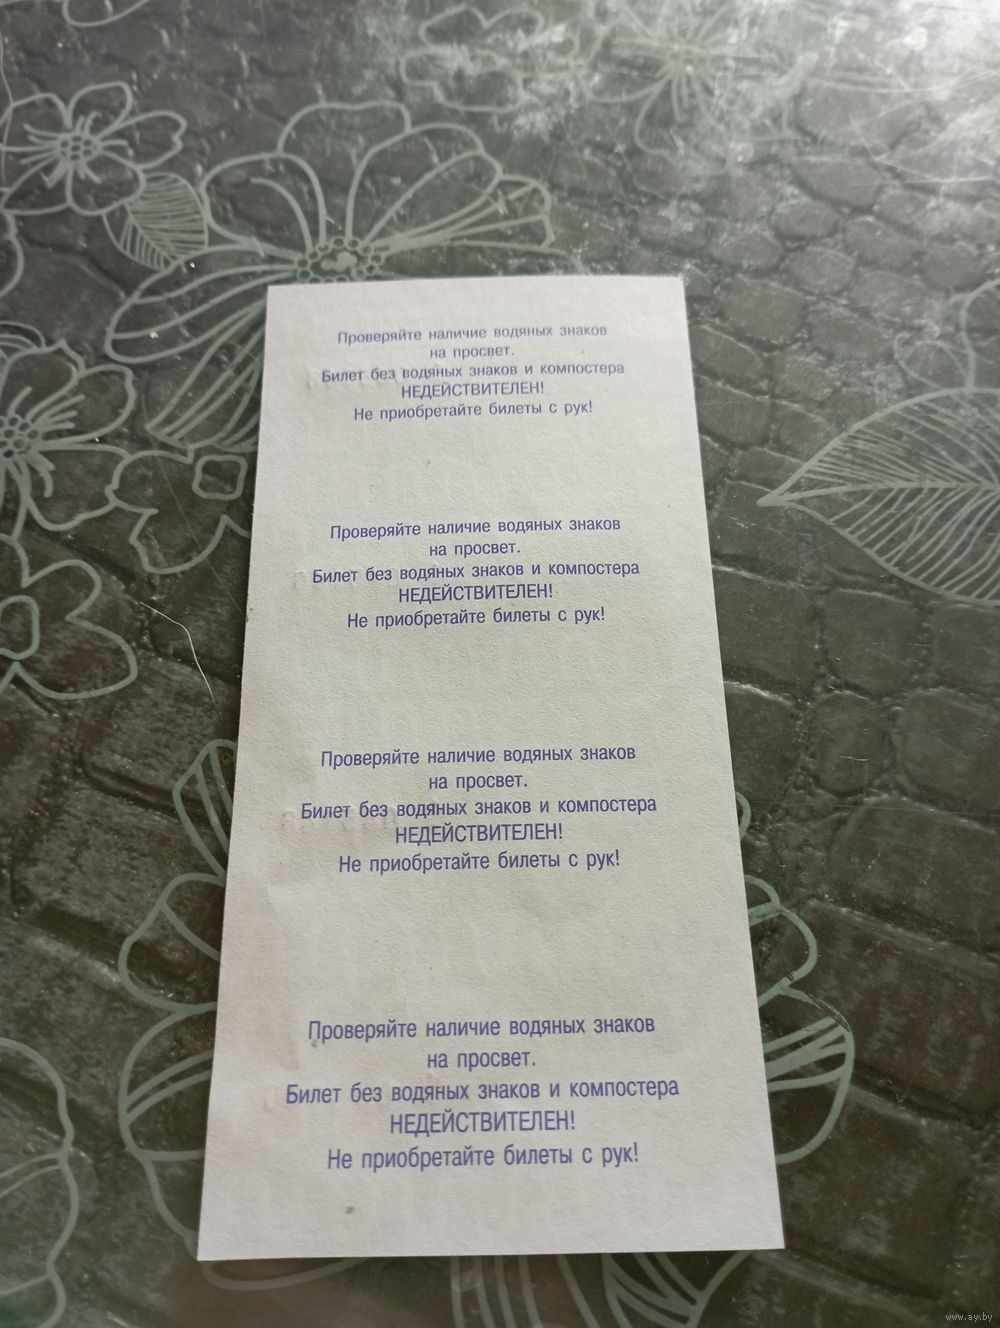 Проверяйте наличие водяных знаков
на просвет.
Билет без водяных знаков и компостера
НЕДЕЙСТВИТЕЛЕН!
Не приобретайте билеты с рук!
Проверяйте наличие водяных знаков
на просвет.
Билет без водяных знаков и компостера
НЕДЕЙСТВИТЕЛЕН!
Не приобретайте билеты с рук!
Проверяйте наличие водяных знаков
на просвет.
Билет без водяных знаков и компостера
НЕДЕЙСТВИТЕЛЕН!
Не приобретайте билеты с рук!
Проверяйте наличие водяных знаков
на просвет.
Билет без водяных знаков и компостера
НЕДЕЙСТВИТЕЛЕН!
Не приобретайте билеты с рук!
www.ay.by